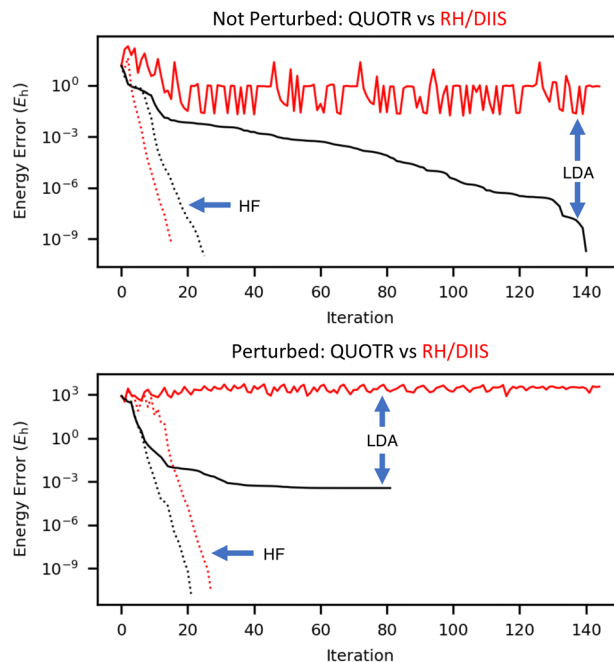 Not Perturbed: QUOTR vs RH/DIIS
Energy Error (E_h)
10^0
10^-3
10^-6
10^-9
LDA
HF
0 20 40 60 80 100 120 140
Iteration
Perturbed: QUOTR vs RH/DIIS
Energy Error (E_h)
10^3
10^0
10^-3
10^-6
10^-9
LDA
HF
0 20 40 60 80 100 120 140
Iteration